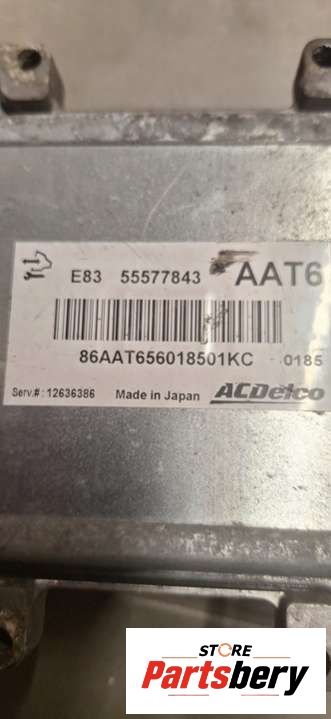 E83 55577843 AAT6
86AAT656018501KC 0185
Serv.#: 12636386 Made in Japan ACDelco
STORE
Partsbery